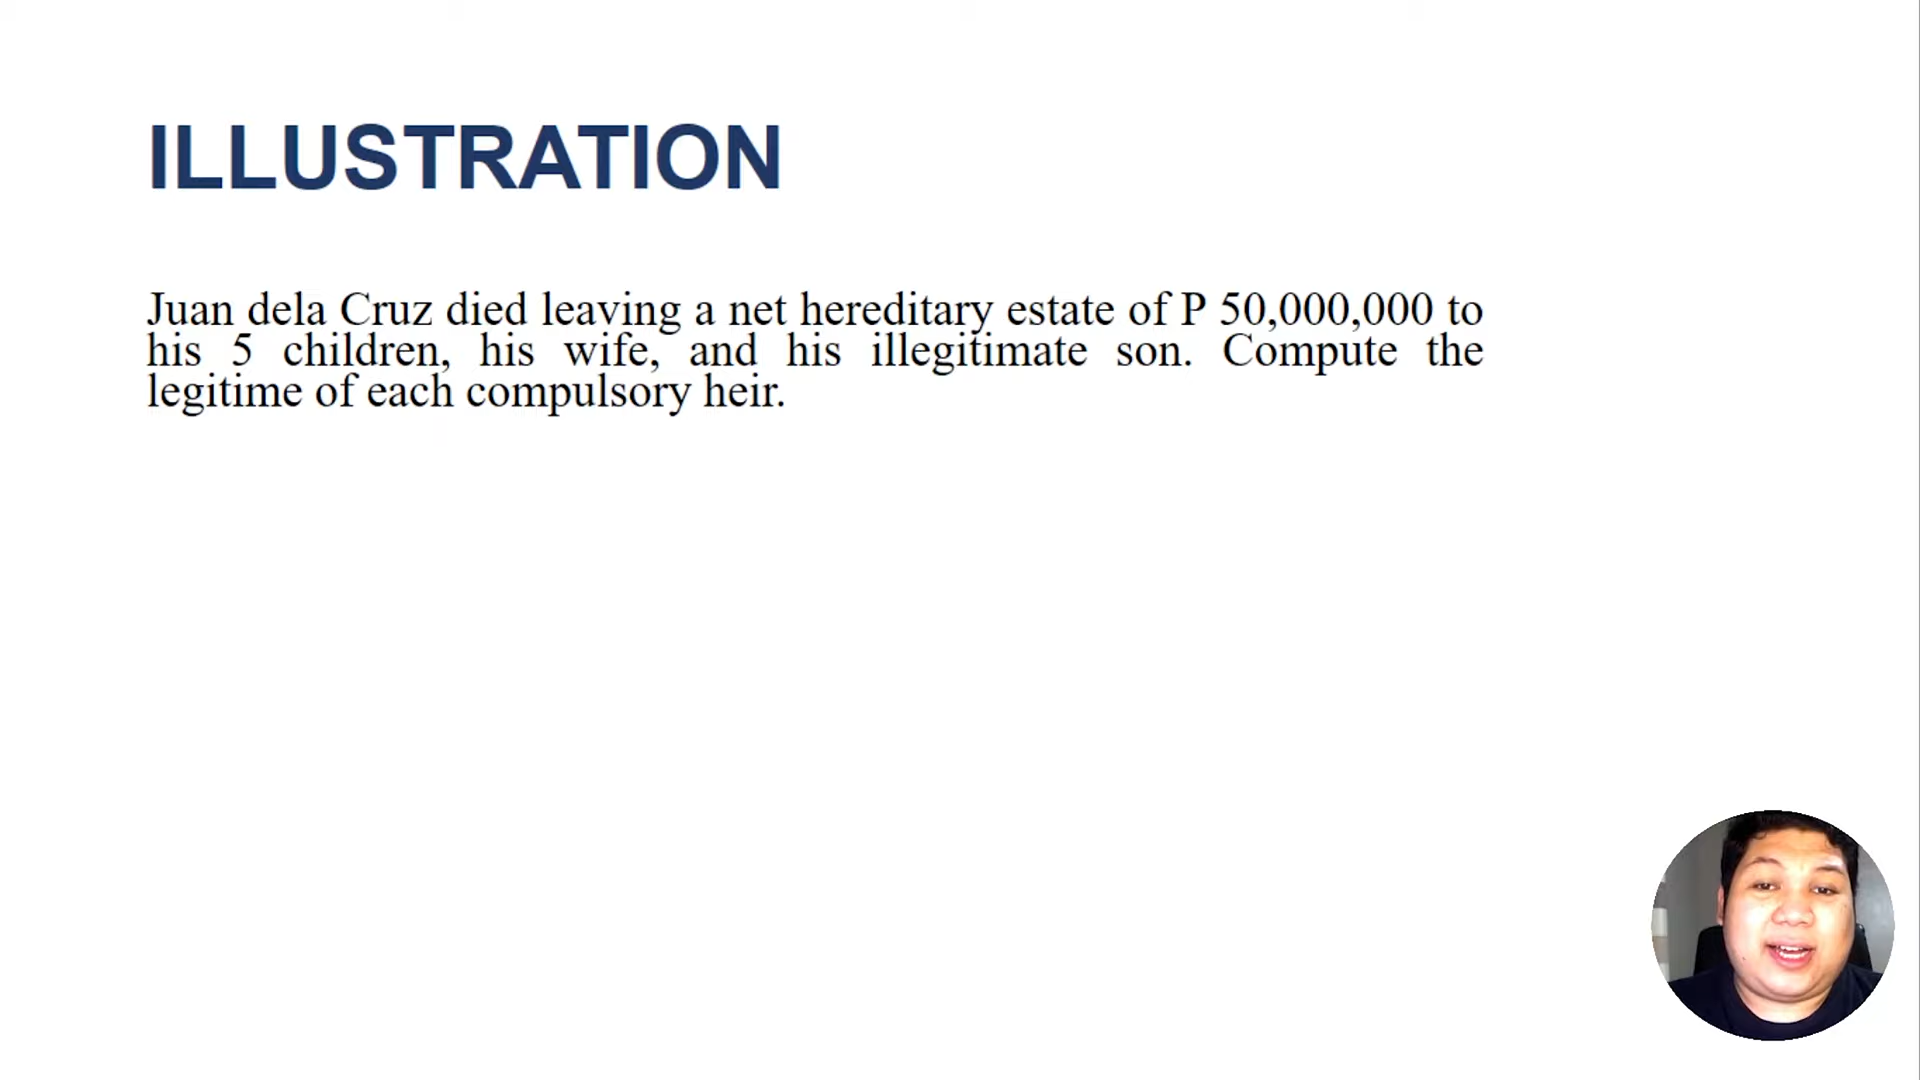 ILLUSTRATION
Juan dela Cruz died leaving a net hereditary estate of P 50,000,000 to
his 5 children, his wife, and his illegitimate son. Compute the
legitime of each compulsory heir.